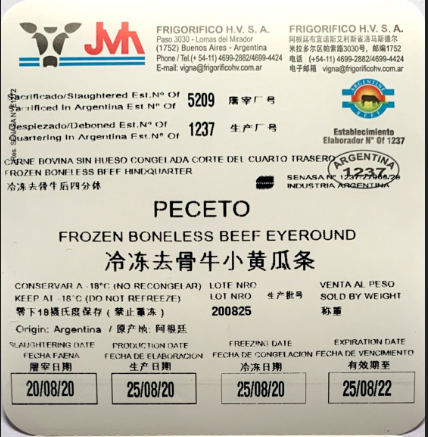 JVH
FRIGORIFICO H.V. S. A.
Paso 3030 - Lomas del Mirador
(1752) Buenos Aires - Argentina
Phone / Tel.(+ 54-11) 4699-2882/4699-4424
E-mail: vigna@frigorificohv.com.ar
FRIGORIFICO H.V. S. A.
阿根廷布宜诺斯艾利斯省洛马斯德尔
米拉多尔区帕索路3030号, 邮编1752
电话 (+54-11) 4699-2882/4699-4424
电子邮箱 vigna@frigorificohv.com.ar
Sacrificado/Slaughtered Est.Nº Of 5209 屠宰厂号
Sacrificed In Argentina Est.Nº Of
Despiezado/Deboned Est.Nº Of 1237 生产厂号
Quartering In Argentina Est.Nº Of
ARGENTINE
BEEF
Establecimiento
Elaborador Nº Of 1237
CARNE BOVINA SIN HUESO CONGELADA CORTE DEL CUARTO TRASERO
FROZEN BONELESS BEEF HINDQUARTER
冷冻去骨牛后四分体
ARGENTINA
1237
SENASA Nº
INDUSTRIA ARGENTINA
PECETO
FROZEN BONELESS BEEF EYEROUND
冷冻去骨牛小黄瓜条
CONSERVAR A -18°C (NO RECONGELAR) LOTE NRO VENTA AL PESO
KEEP AT -18°C (DO NOT REFREEZE) LOT NRO 生产批号 SOLD BY WEIGHT
零下18摄氏度保存(禁止重冻) 200825 称重
Origin: Argentina / 原产地: 阿根廷
SLAUGHTERING DATE PRODUCTION DATE FREEZING DATE EXPIRATION DATE
FECHA FAENA FECHA DE ELABORACION FECHA DE CONGELACION FECHA DE VENCIMIENTO
屠宰日期 生产日期 冷冻日期 有效期至
20/08/20 25/08/20 25/08/20 25/08/22